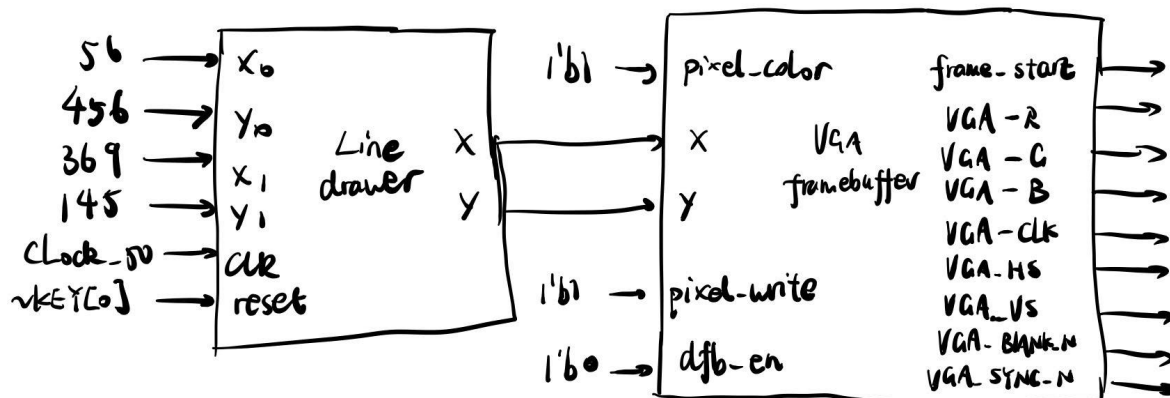 56
x0
456
y0
369
x1
145
y1
Clock_50
CLK
~KEY[0]
reset
Line
drawer
X
Y
1'b1
pixel_color
X
Y
1'b1
pixel_write
1'b0
dfb_en
VGA
framebuffer
frame_start
VGA_R
VGA_G
VGA_B
VGA_CLK
VGA_HS
VGA_VS
VGA_BLANK_N
VGA_SYNC_N